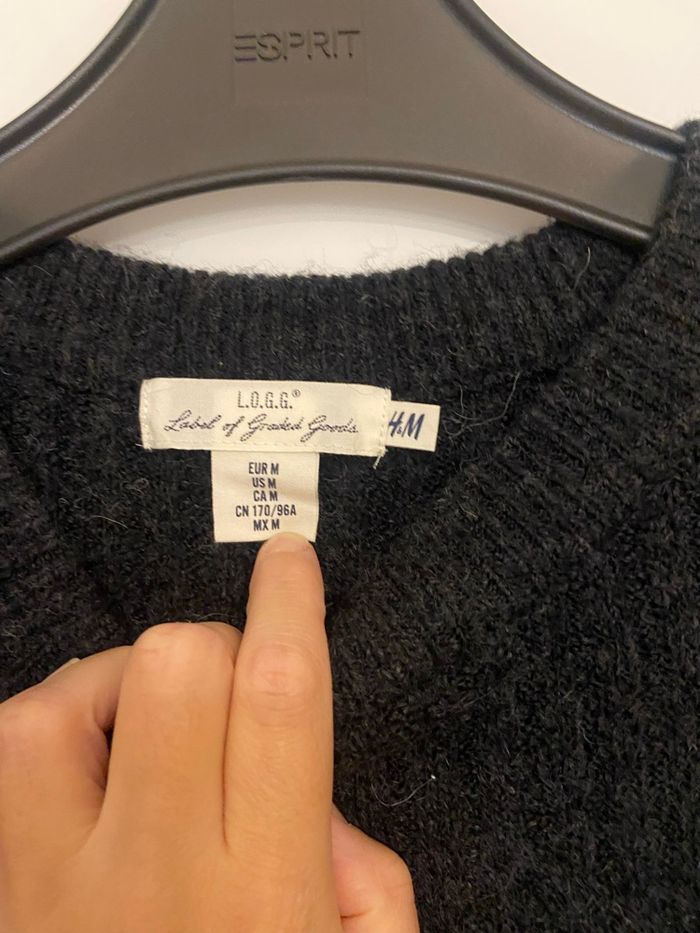 ESPRIT
L.O.G.G.®
Label of Graded Goods
H&M
EUR M
US M
CA M
CN 170/96A
MX M